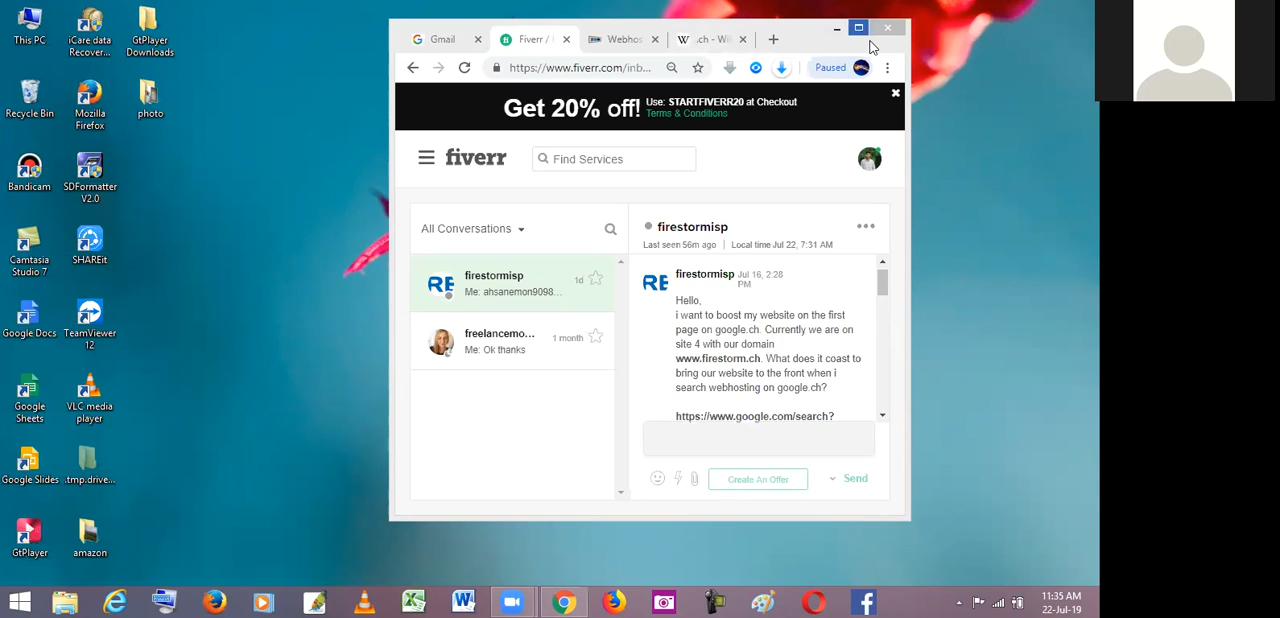 This PC
iCare data
Recover...
GtPlayer
Downloads
Recycle Bin
Mozilla
Firefox
photo
Bandicam
SDFormatter
V2.0
Camtasia
Studio 7
SHAREit
Google Docs
TeamViewer
12
Google
Sheets
VLC media
player
Google Slides
.tmp.drive...
GtPlayer
amazon
Gmail
Fiverr /
Webhos
.ch - Wi
https://www.fiverr.com/inb...
Paused
Get 20% off! Use: STARTFIVERR20 at Checkout
Terms & Conditions
fiverr
Find Services
All Conversations
firestormisp
Last seen 56m ago | Local time Jul 22, 7:31 AM
firestormisp
1d
Me: ahsanemon9098...
freelancemo...
1 month
Me: Ok thanks
firestormisp Jul 16, 2:28
PM
Hello,
i want to boost my website on the first
page on google.ch. Currently we are on
site 4 with our domain
www.firestorm.ch. What does it coast to
bring our website to the front when i
search webhosting on google.ch?
https://www.google.com/search?
Create An Offer
Send
11:35 AM
22-Jul-19